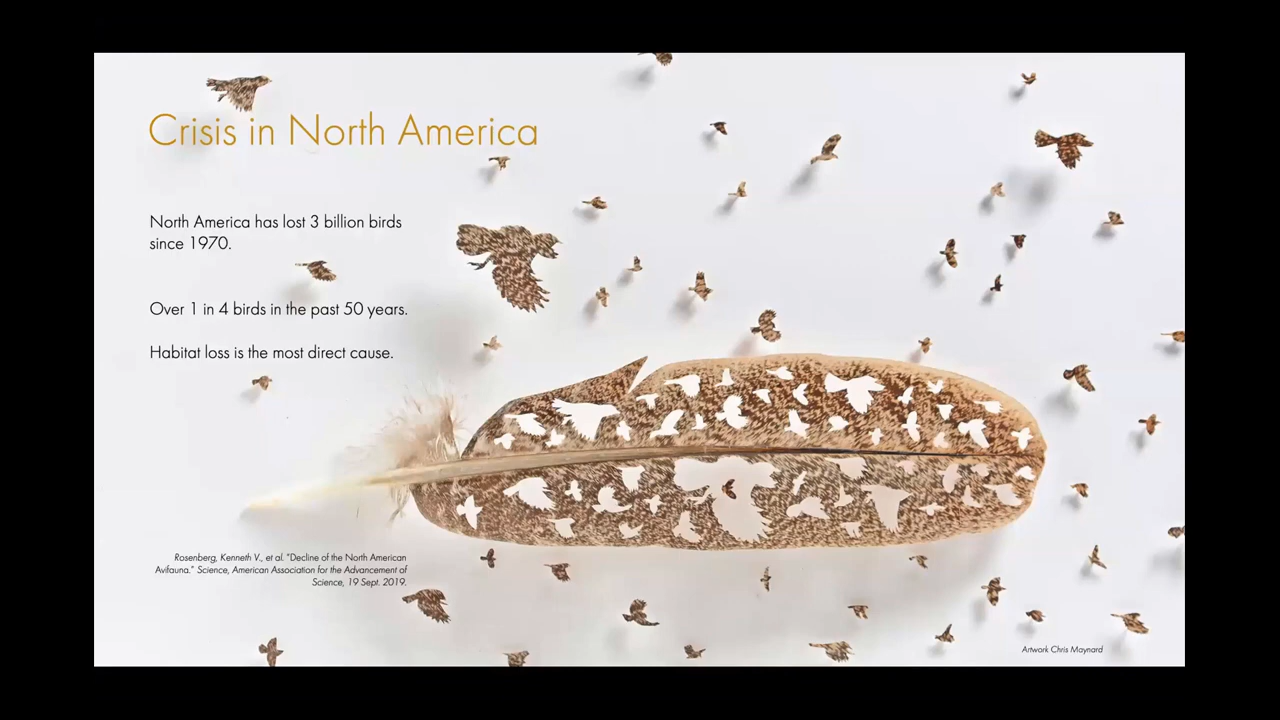 Crisis in North America
North America has lost 3 billion birds
since 1970.
Over 1 in 4 birds in the past 50 years.
Habitat loss is the most direct cause.
Rosenberg, Kenneth V., et al. "Decline of the North American
Avifauna." Science, American Association for the Advancement of
Science, 19 Sept. 2019.
Artwork Chris Maynard